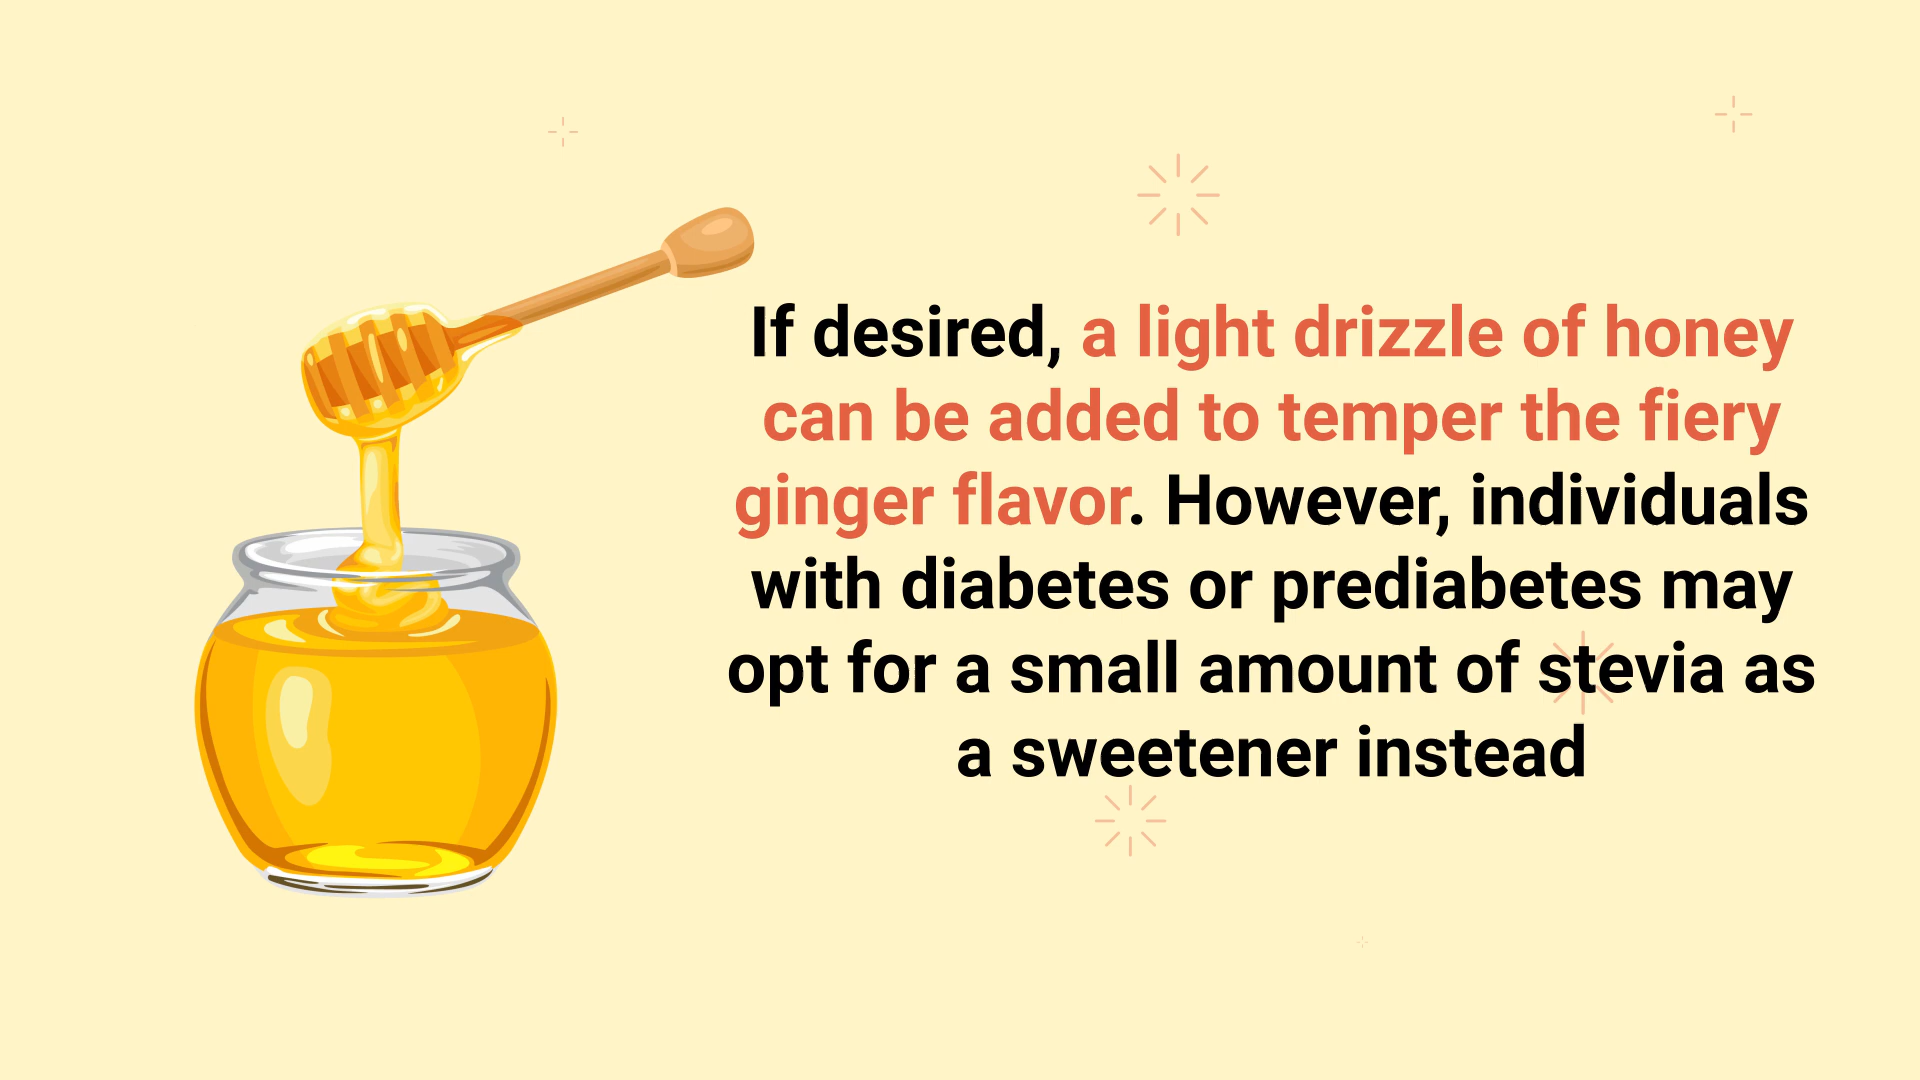 If desired, a light drizzle of honey
can be added to temper the fiery
ginger flavor. However, individuals
with diabetes or prediabetes may
opt for a small amount of stevia as
a sweetener instead